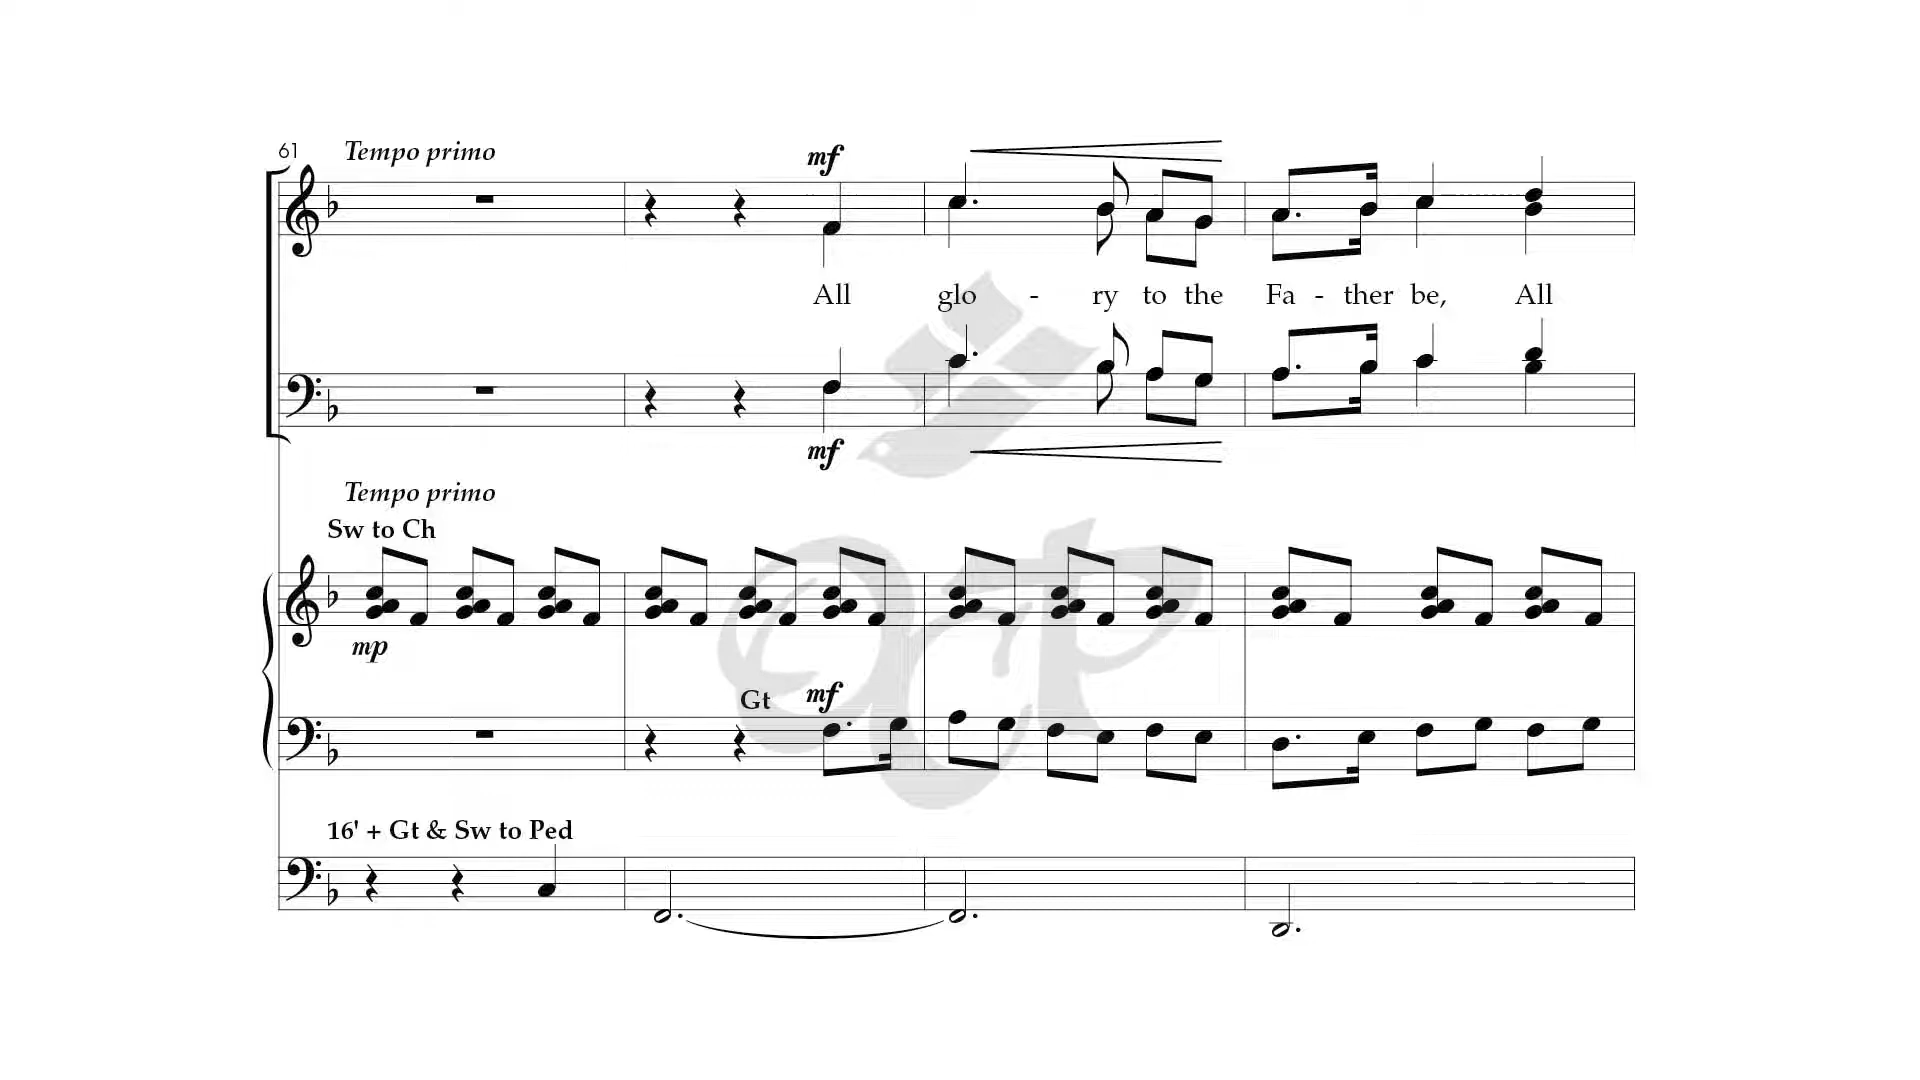 61 Tempo primo
mf
All glo - ry to the Fa - ther be, All
mf
Tempo primo
Sw to Ch
mp
Gt mf
16' + Gt & Sw to Ped
ocp